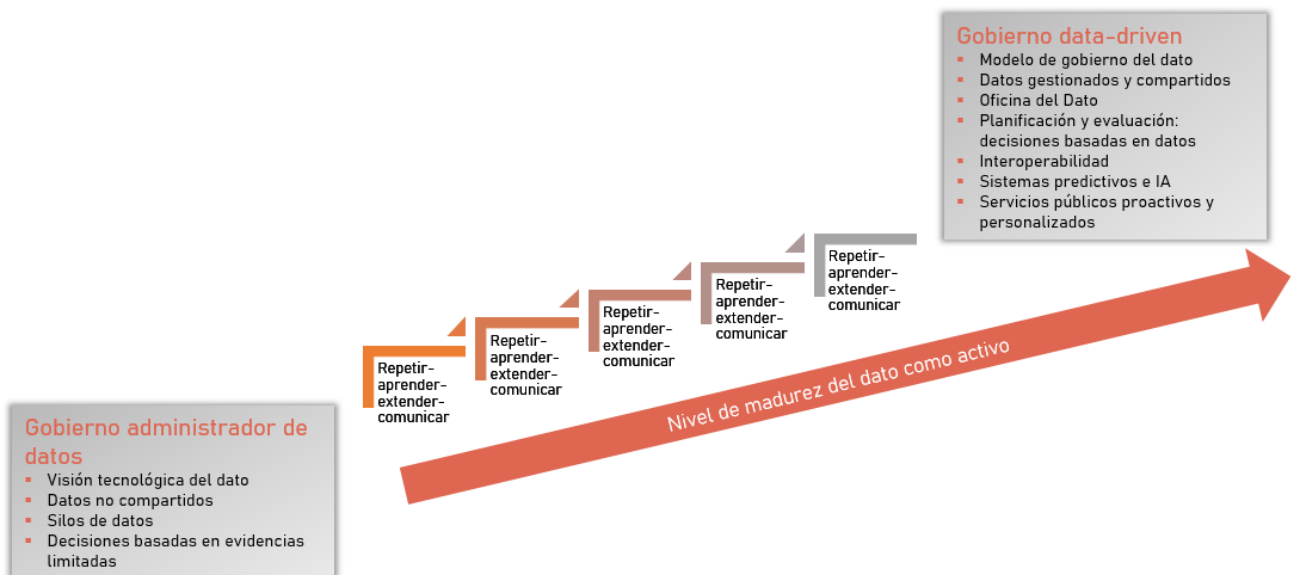 Gobierno data-driven
▪ Modelo de gobierno del dato
▪ Datos gestionados y compartidos
▪ Oficina del Dato
▪ Planificación y evaluación:
decisiones basadas en datos
▪ Interoperabilidad
▪ Sistemas predictivos e IA
▪ Servicios públicos proactivos y
personalizados
Repetir-
aprender-
extender-
comunicar
Repetir-
aprender-
extender-
comunicar
Repetir-
aprender-
extender-
comunicar
Repetir-
aprender-
extender-
comunicar
Repetir-
aprender-
extender-
comunicar
Nivel de madurez del dato como activo
Gobierno administrador de
datos
▪ Visión tecnológica del dato
▪ Datos no compartidos
▪ Silos de datos
▪ Decisiones basadas en evidencias
limitadas